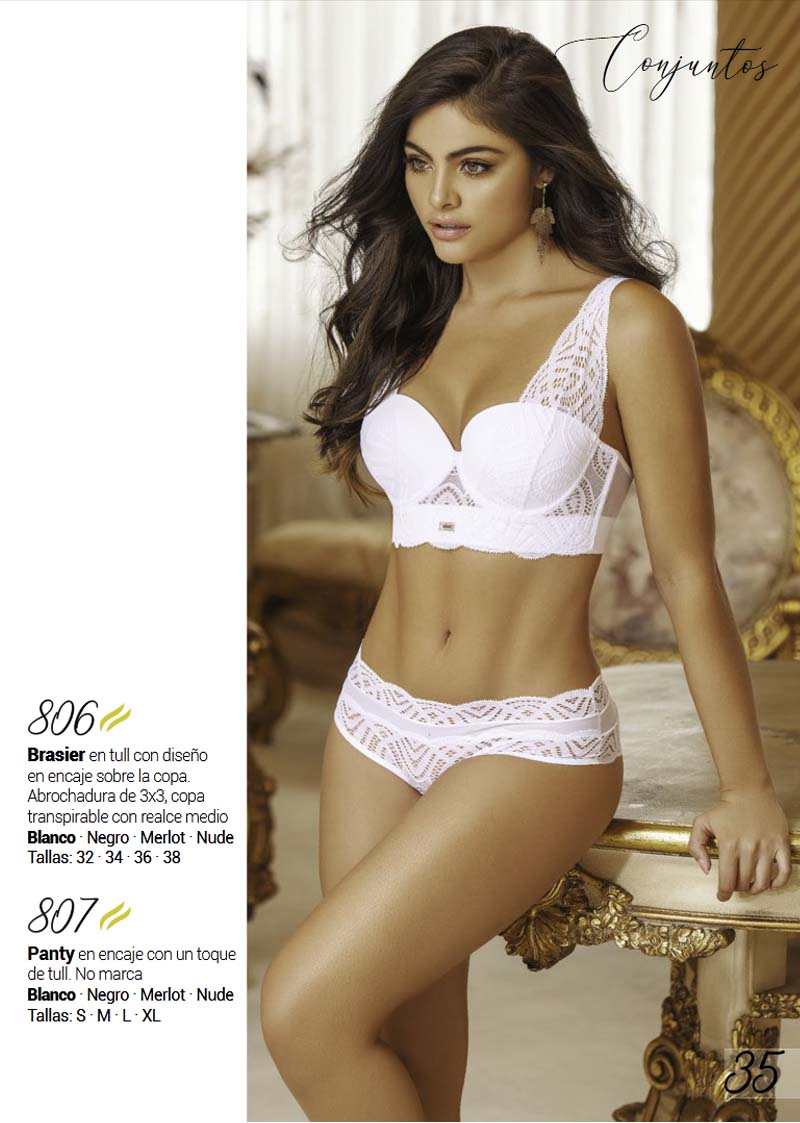 Conjuntos
806
Brasier en tull con diseño
en encaje sobre la copa.
Abrochadura de 3x3, copa
transpirable con realce medio
Blanco · Negro · Merlot · Nude
Tallas: 32 · 34 · 36 · 38
807
Panty en encaje con un toque
de tull. No marca
Blanco · Negro · Merlot · Nude
Tallas: S · M · L · XL
35